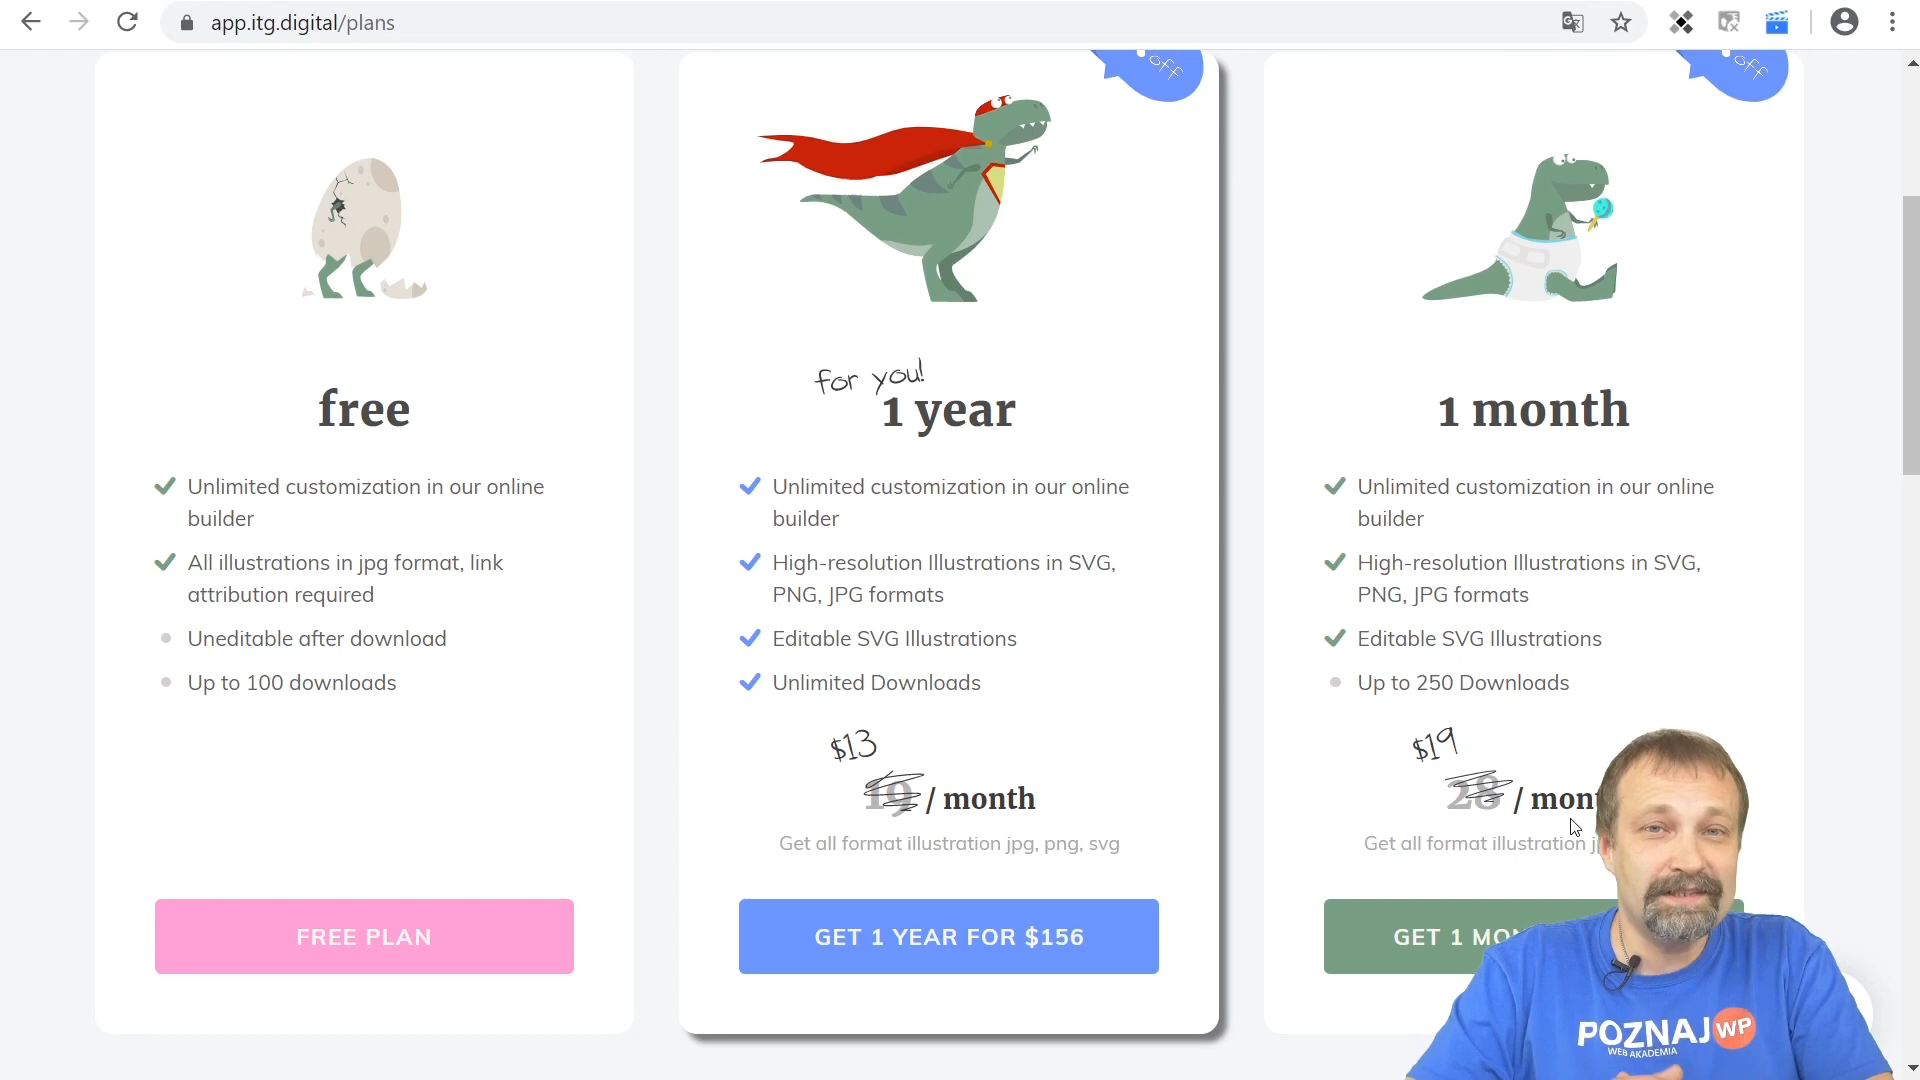 app.itg.digital/plans
off
off
free
Unlimited customization in our online
builder
All illustrations in jpg format, link
attribution required
Uneditable after download
Up to 100 downloads
FREE PLAN
for you!
1 year
Unlimited customization in our online
builder
High-resolution Illustrations in SVG,
PNG, JPG formats
Editable SVG Illustrations
Unlimited Downloads
$13
19 / month
Get all format illustration jpg, png, svg
GET 1 YEAR FOR $156
1 month
Unlimited customization in our online
builder
High-resolution Illustrations in SVG,
PNG, JPG formats
Editable SVG Illustrations
Up to 250 Downloads
$19
28 / mont
Get all format illustration j
GET 1 MO
POZNAJ WP
WEB AKADEMIA